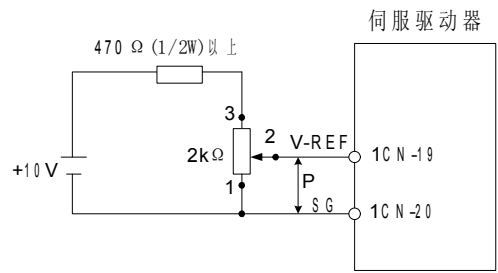 伺服驱动器
470 Ω (1/2W)以上
3
2
V-REF
1CN-19
2kΩ
+10V
1
P
SG
1CN-20